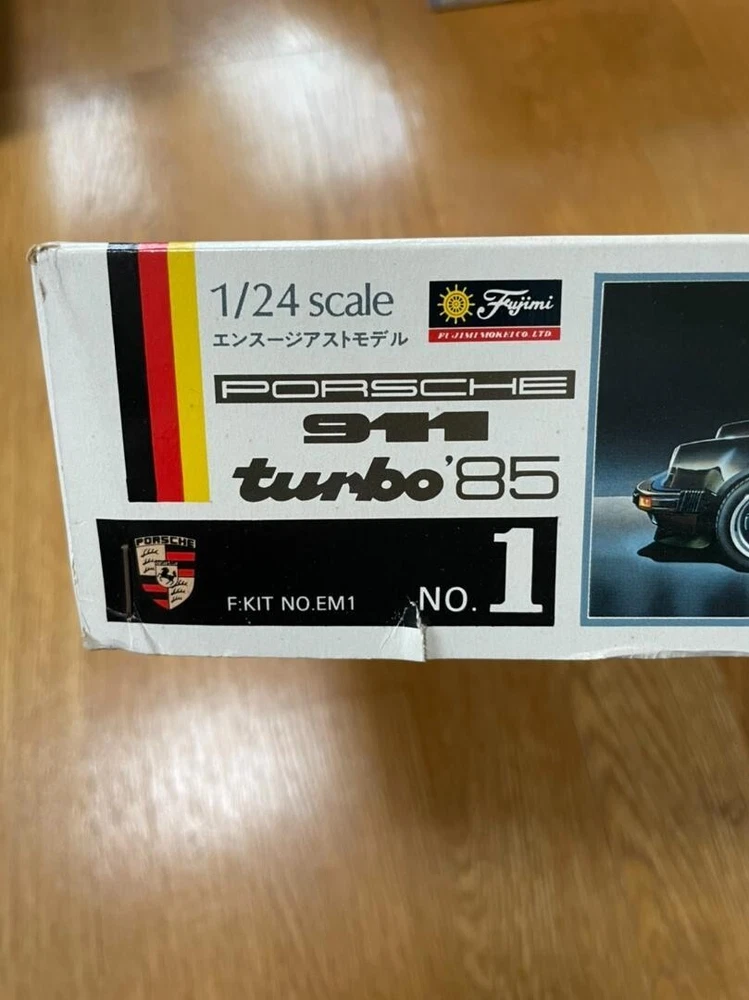 1/24 scale
エンスージアストモデル
Fujimi
FUJIMI MOKEI CO. LTD
PORSCHE
911
turbo '85
PORSCHE
F:KIT NO.EM1
NO. 1